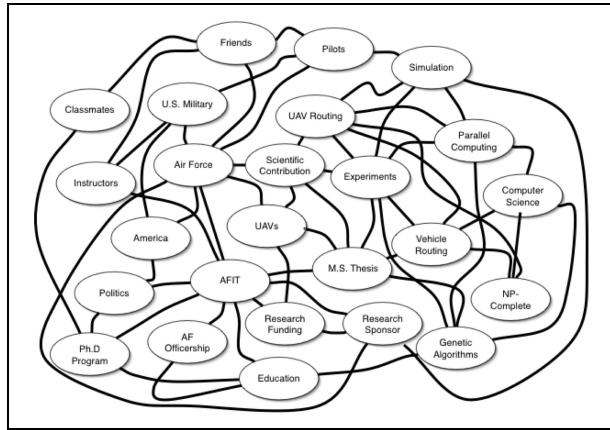 Friends
Pilots
Simulation
Classmates
U.S. Military
UAV Routing
Parallel
Computing
Air Force
Scientific
Contribution
Experiments
Instructors
Computer
Science
America
UAVs
Vehicle
Routing
AFIT
M.S. Thesis
Politics
NP-
Complete
Research
Funding
Research
Sponsor
Ph.D
Program
AF
Officership
Genetic
Algorithms
Education